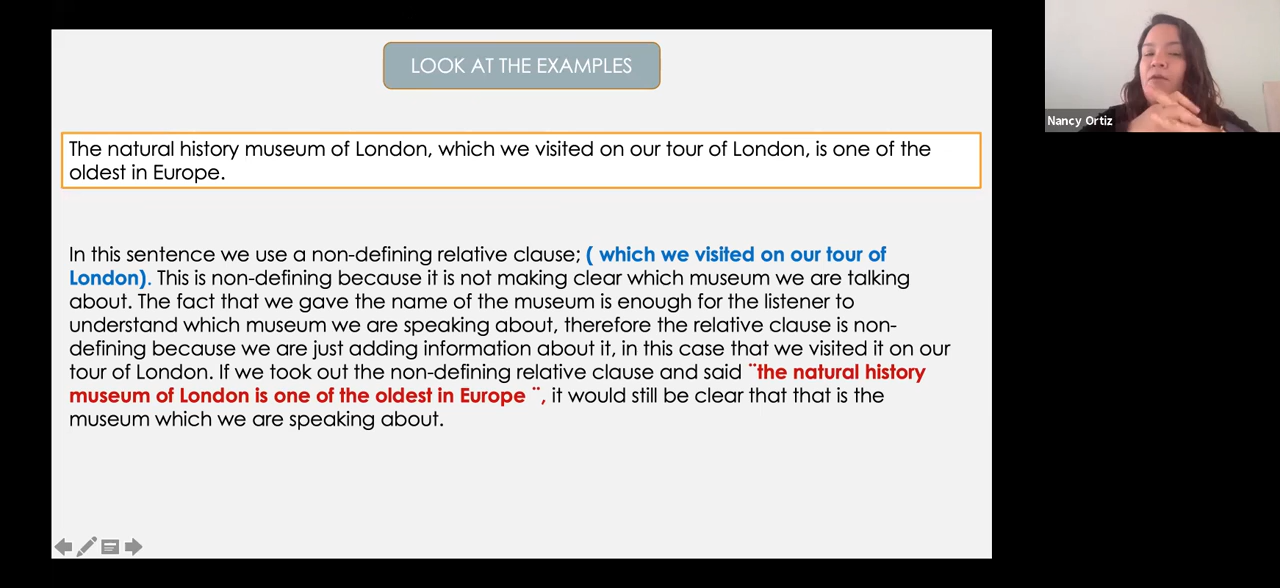 LOOK AT THE EXAMPLES
Nancy Ortiz
The natural history museum of London, which we visited on our tour of London, is one of the
oldest in Europe.
In this sentence we use a non-defining relative clause; ( which we visited on our tour of
London). This is non-defining because it is not making clear which museum we are talking
about. The fact that we gave the name of the museum is enough for the listener to
understand which museum we are speaking about, therefore the relative clause is non-
defining because we are just adding information about it, in this case that we visited it on our
tour of London. If we took out the non-defining relative clause and said ¨the natural history
museum of London is one of the oldest in Europe ¨, it would still be clear that that is the
museum which we are speaking about.